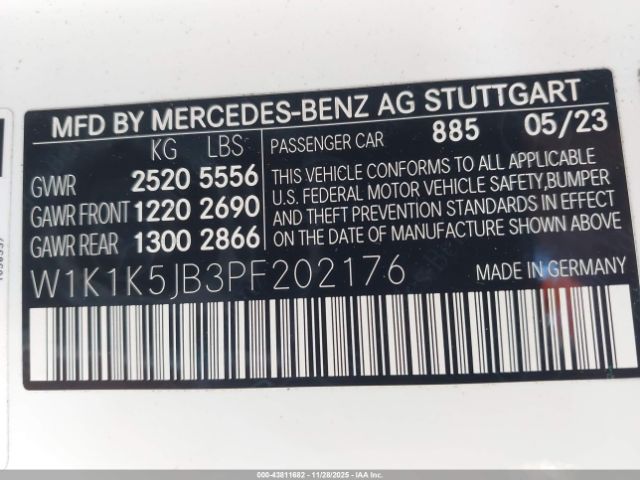 MFD BY MERCEDES-BENZ AG STUTTGART
KG LBS
GVWR 2520 5556
GAWR FRONT 1220 2690
GAWR REAR 1300 2866
PASSENGER CAR 885 05/23
THIS VEHICLE CONFORMS TO ALL APPLICABLE
U.S. FEDERAL MOTOR VEHICLE SAFETY,BUMPER
AND THEFT PREVENTION STANDARDS IN EFFECT
ON THE DATE OF MANUFACTURE SHOWN ABOVE.
W1K1K5JB3PF202176 MADE IN GERMANY
000-43811682 - 11/28/2025 - IAAI